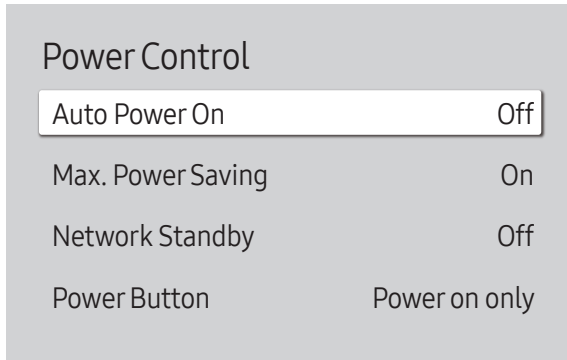 Power Control
Auto Power On Off
Max. Power Saving On
Network Standby Off
Power Button Power on only